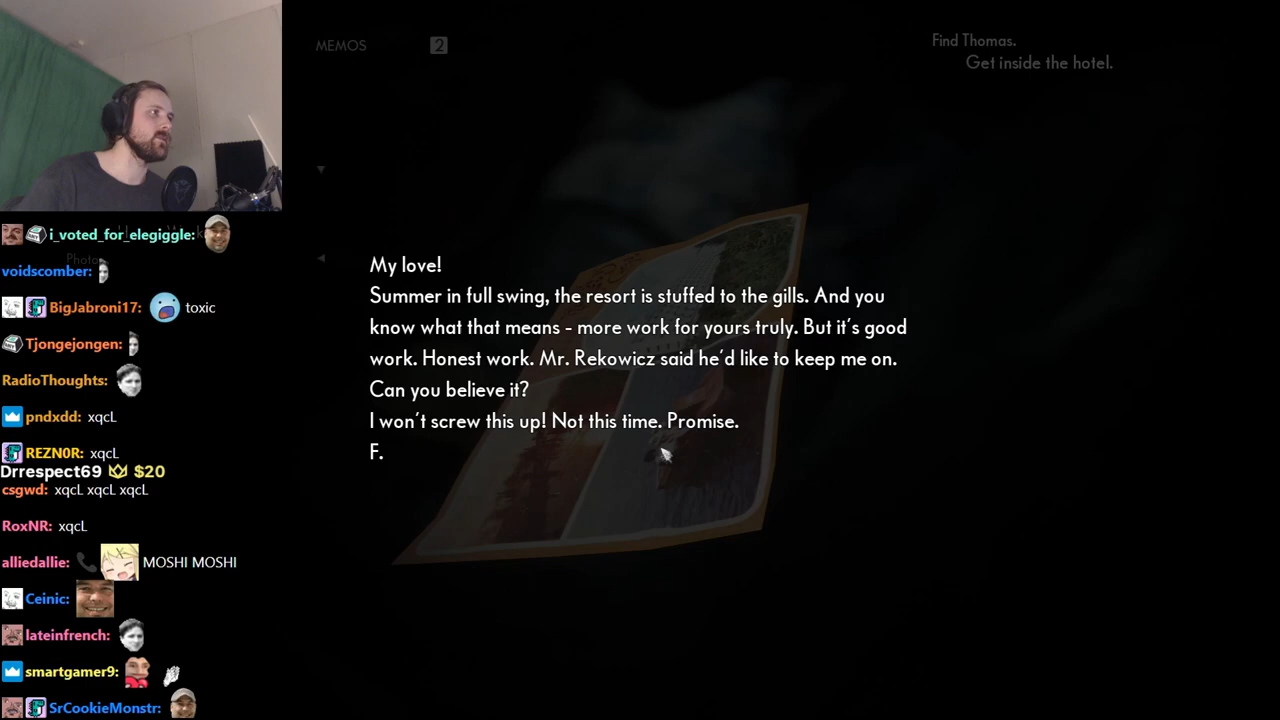 MEMOS
2
Find Thomas.
Get inside the hotel.
My love!
Summer in full swing, the resort is stuffed to the gills. And you
know what that means - more work for yours truly. But it's good
work. Honest work. Mr. Rekowicz said he'd like to keep me on.
Can you believe it?
I won't screw this up! Not this time. Promise.
F.
i_voted_for_elegiggle:
Photo
voidscomber:
BigJabroni17: toxic
Tjongejongen:
RadioThoughts:
pndxdd: xqcL
REZN0R: xqcL
Drrespect69 $20
csgwd: xqcL xqcL xqcL
RoxNR: xqcL
alliedallie: MOSHI MOSHI
Ceinic:
lateinfrench:
smartgamer9:
SrCookieMonstr: